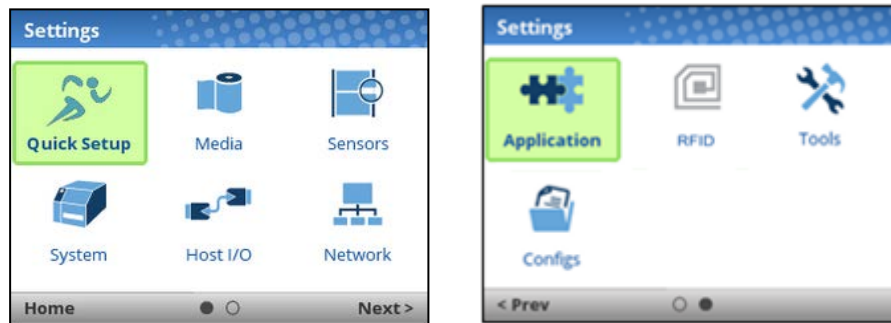 Settings
Quick Setup
Media
Sensors
System
Host I/O
Network
Home
Next >
Settings
Application
RFID
Tools
Configs
< Prev